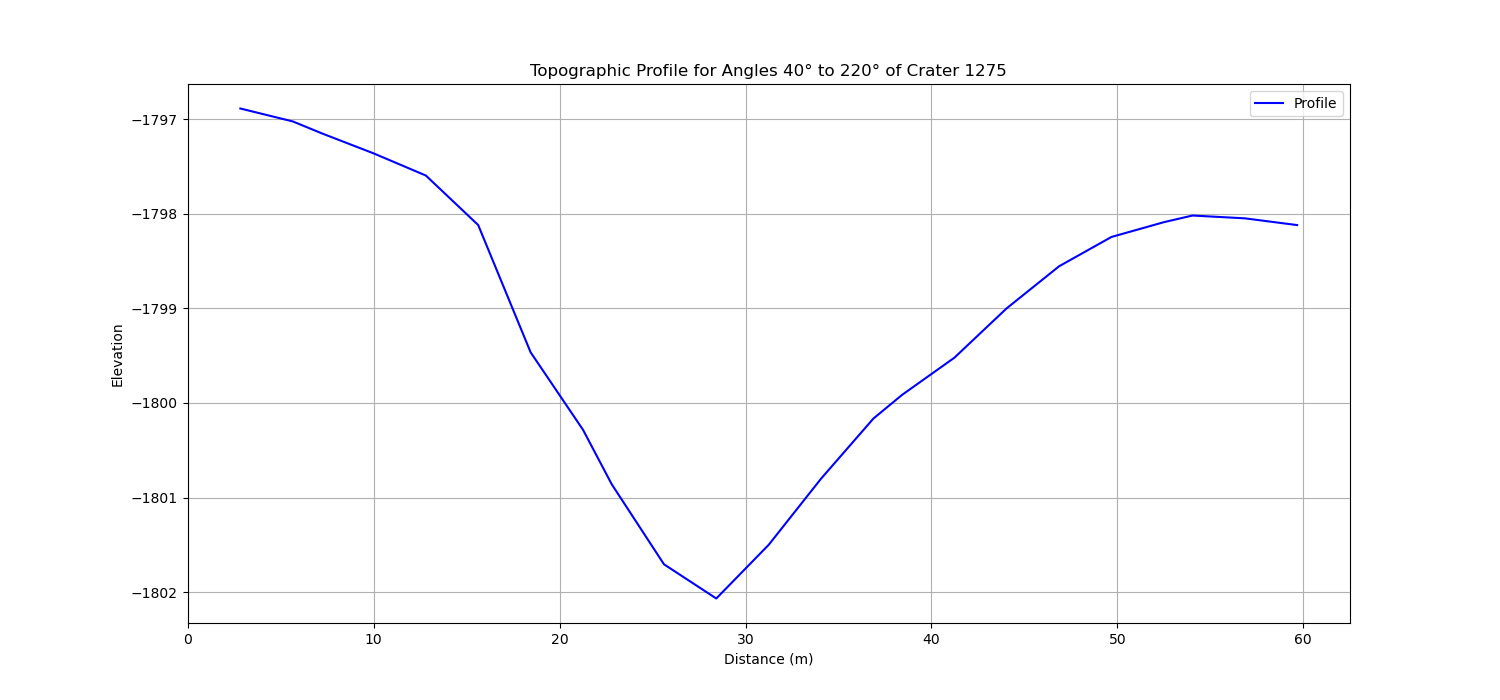 Topographic Profile for Angles 40° to 220° of Crater 1275
Profile
−1797
−1798
−1799
−1800
−1801
−1802
Elevation
0 10 20 30 40 50 60
Distance (m)